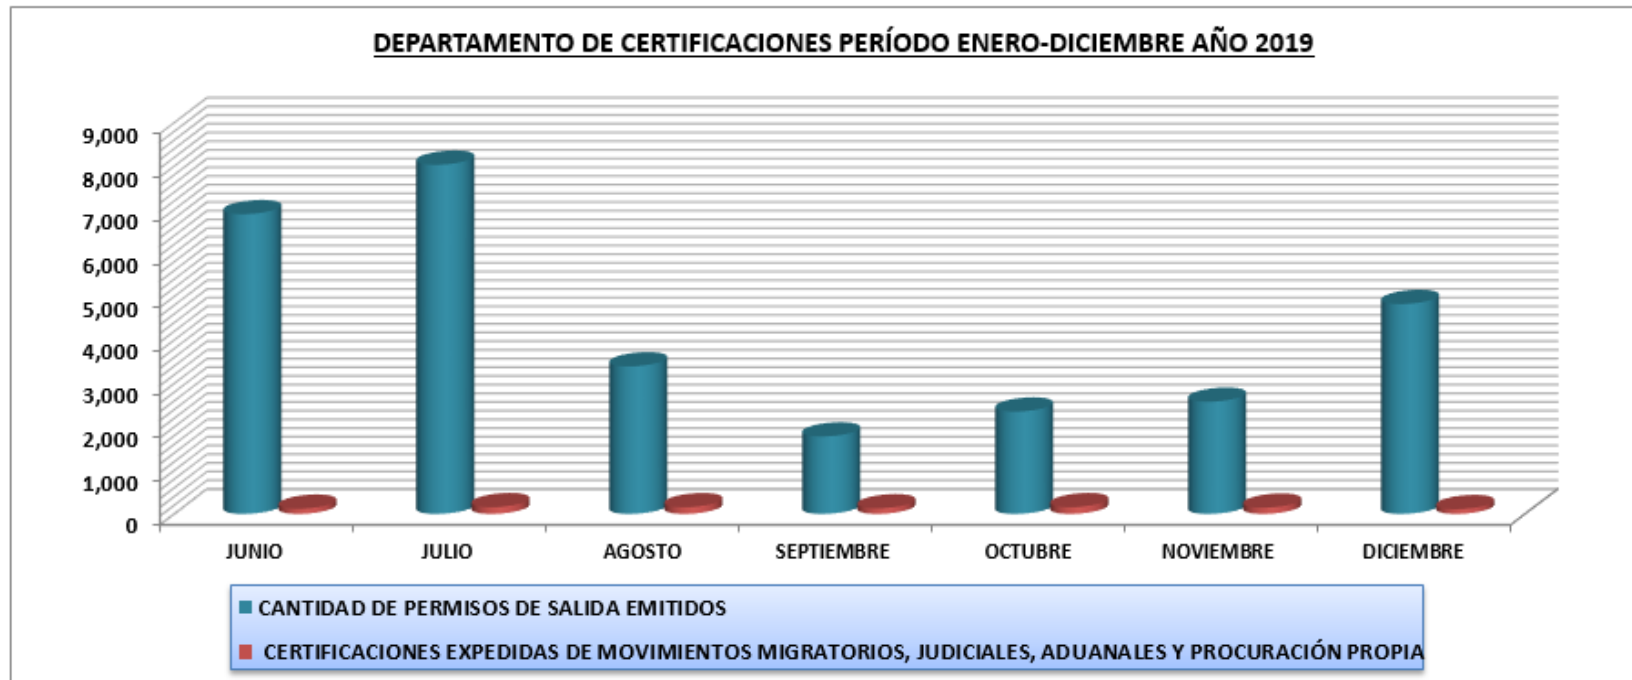 DEPARTAMENTO DE CERTIFICACIONES PERÍODO ENERO-DICIEMBRE AÑO 2019
9,000
8,000
7,000
6,000
5,000
4,000
3,000
2,000
1,000
0
JUNIO JULIO AGOSTO SEPTIEMBRE OCTUBRE NOVIEMBRE DICIEMBRE
CANTIDAD DE PERMISOS DE SALIDA EMITIDOS
CERTIFICACIONES EXPEDIDAS DE MOVIMIENTOS MIGRATORIOS, JUDICIALES, ADUANALES Y PROCURACIÓN PROPIA